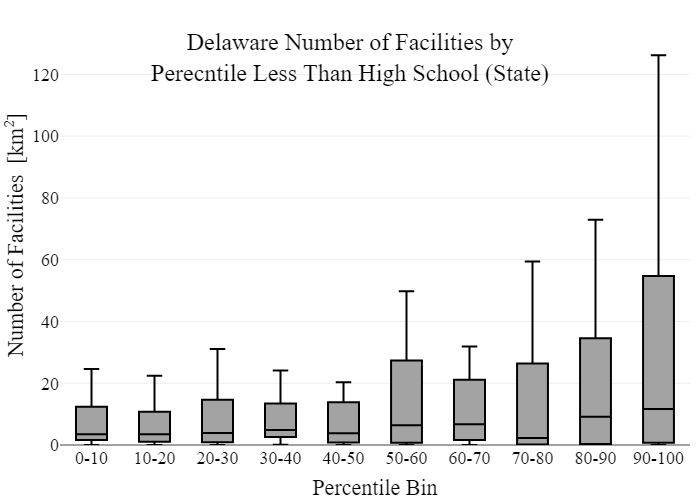 Delaware Number of Facilities by
Perecntile Less Than High School (State)
Number of Facilities [km²]
120
100
80
60
40
20
0
0-10 10-20 20-30 30-40 40-50 50-60 60-70 70-80 80-90 90-100
Percentile Bin